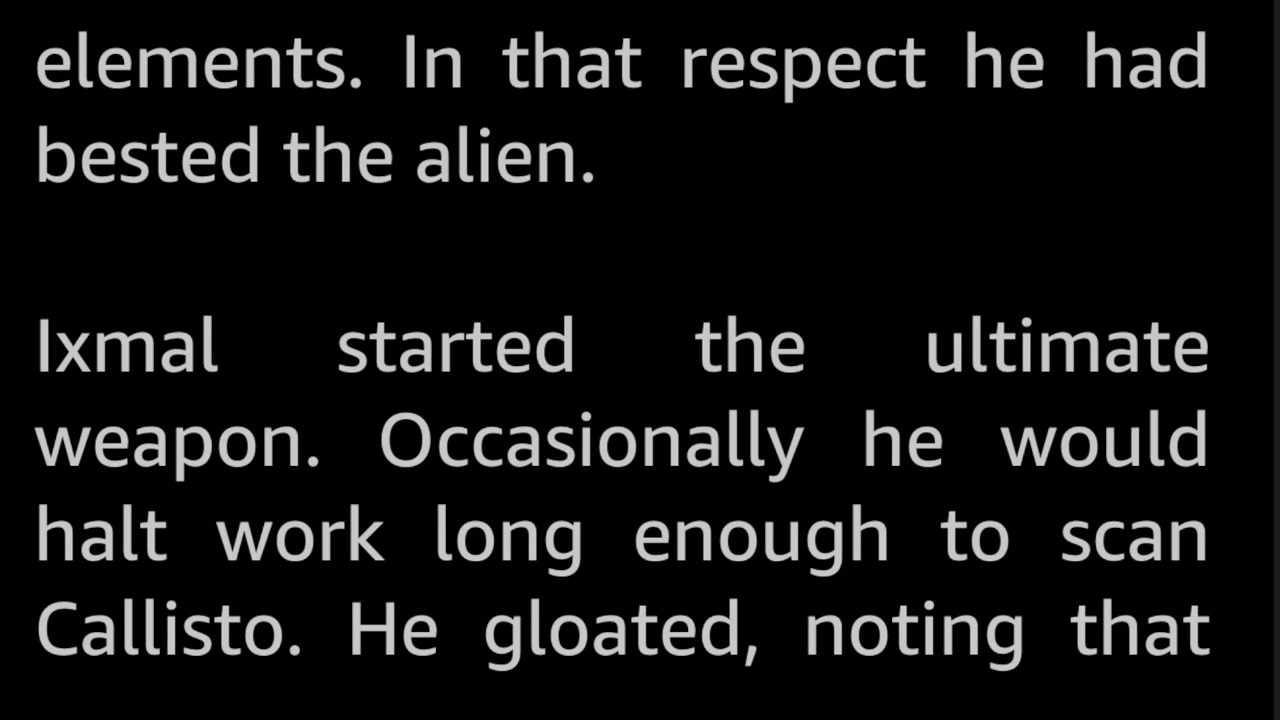 elements. In that respect he had
bested the alien.
Ixmal started the ultimate
weapon. Occasionally he would
halt work long enough to scan
Callisto. He gloated, noting that